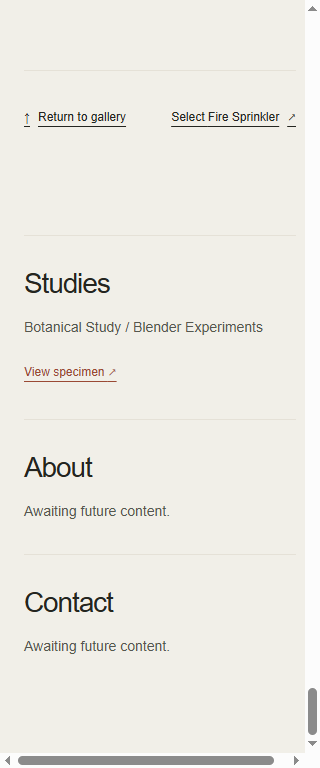 ↑ Return to gallery Select Fire Sprinkler ↗
Studies
Botanical Study / Blender Experiments
View specimen ↗
About
Awaiting future content.
Contact
Awaiting future content.